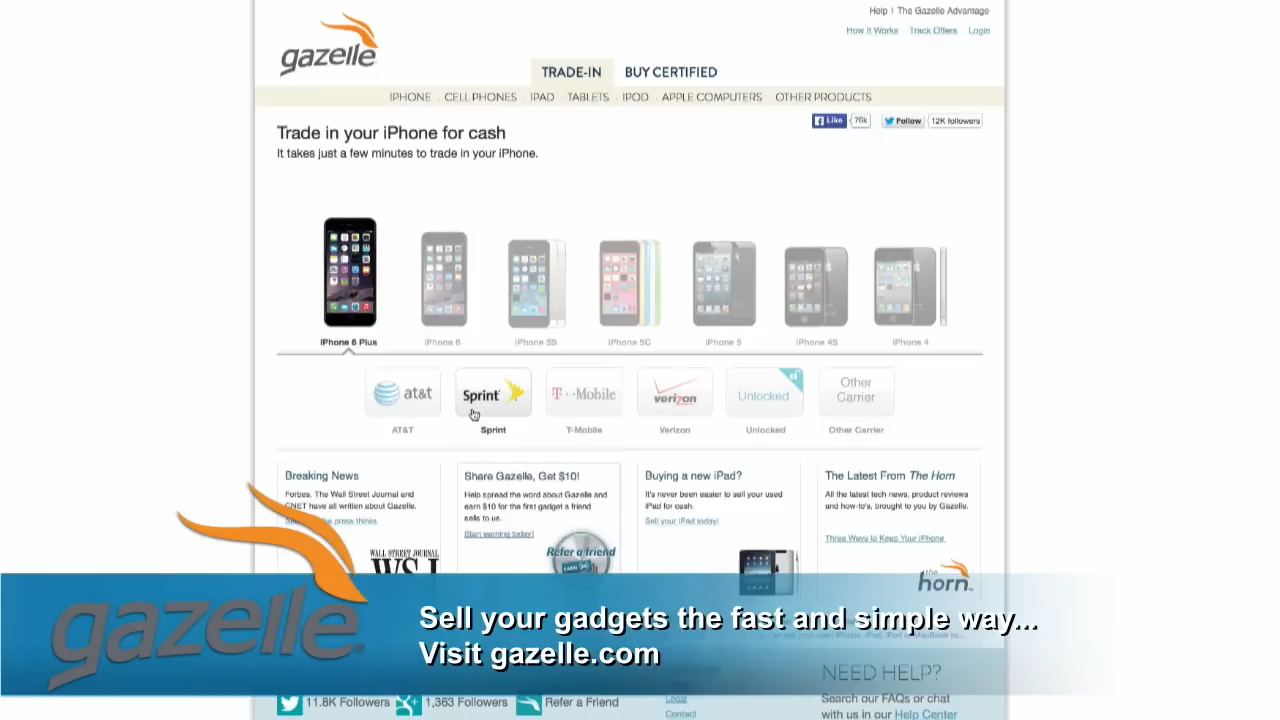 Help | The Gazelle Advantage
How It Works Track Offers Login
gazelle
TRADE-IN BUY CERTIFIED
IPHONE CELL PHONES IPAD TABLETS IPOD APPLE COMPUTERS OTHER PRODUCTS
Like 76k Follow 12K followers
Trade in your iPhone for cash
It takes just a few minutes to trade in your iPhone.
iPhone 6 Plus iPhone 6 iPhone 5S iPhone 5C iPhone 5 iPhone 4S iPhone 4
at&t Sprint T··Mobile verizon Unlocked Other Carrier
AT&T Sprint T-Mobile Verizon Unlocked Other Carrier
Breaking News
Forbes, The Wall Street Journal and
CNET have all written about Gazelle.
the press thinks
WALL STREET JOURNAL
WSJ
Share Gazelle, Get $10!
Help spread the word about Gazelle and
earn $10 for the first gadget a friend
sells to us.
Start earning today!
Refer a friend
Buying a new iPad?
It's never been easier to sell your used
iPad for cash.
Sell your iPad today!
The Latest From The Horn
All the latest tech news, product reviews
and how-to's, brought to you by Gazelle.
Three Ways to Keep Your iPhone
the
horn
gazelle
Sell your gadgets the fast and simple way...
Visit gazelle.com
NEED HELP?
Search our FAQs or chat
with us in our Help Center
11.8K Followers 1,363 Followers Refer a Friend
Legal
Contact